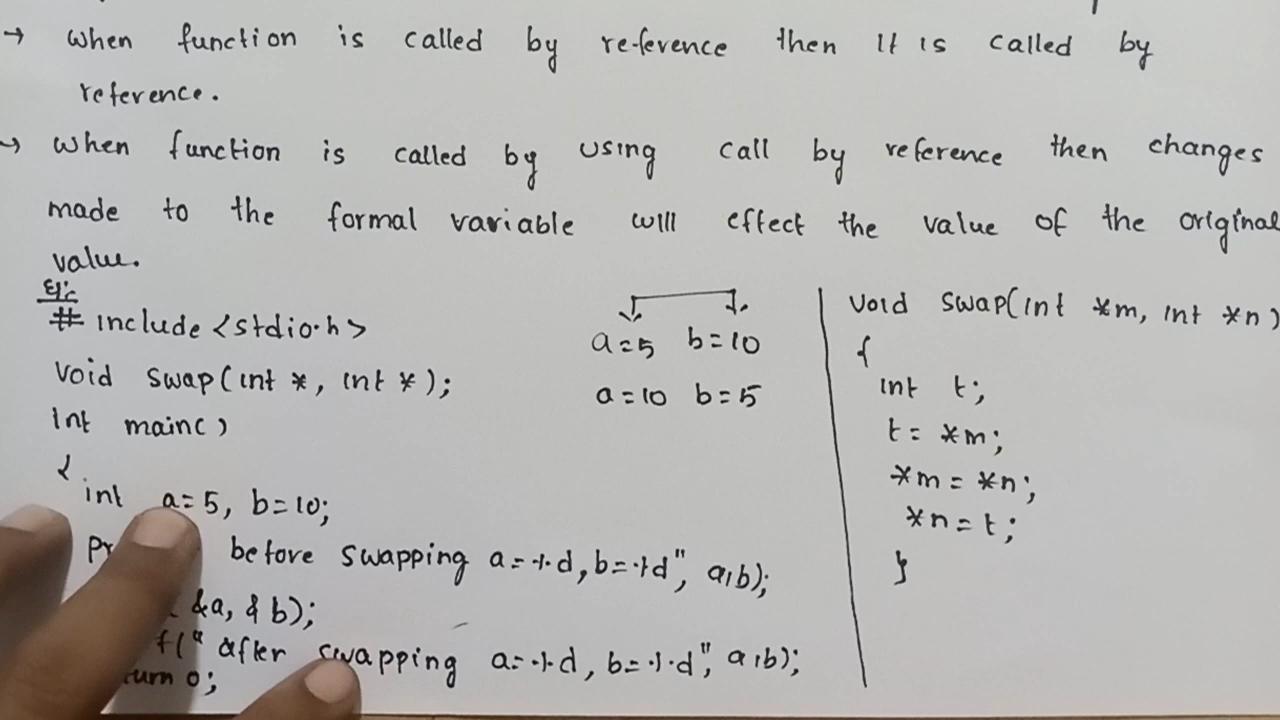 → When function is called by reference then It is called by
reference.
→ When function is called by using call by reference then changes
made to the formal variable will effect the value of the original
value.
Ex:
# include <stdio.h>
void swap(int *, int *);
int main()
{
int a=5, b=10;
before swapping a=%d, b=%d", a,b);
&a, &b);
f(" after swapping a=%d, b=%d", a,b);
0;
a=5 b=10
a=10 b=5
void swap(int *m, int *n)
{
int t;
t= *m;
*m = *n;
*n=t;
}